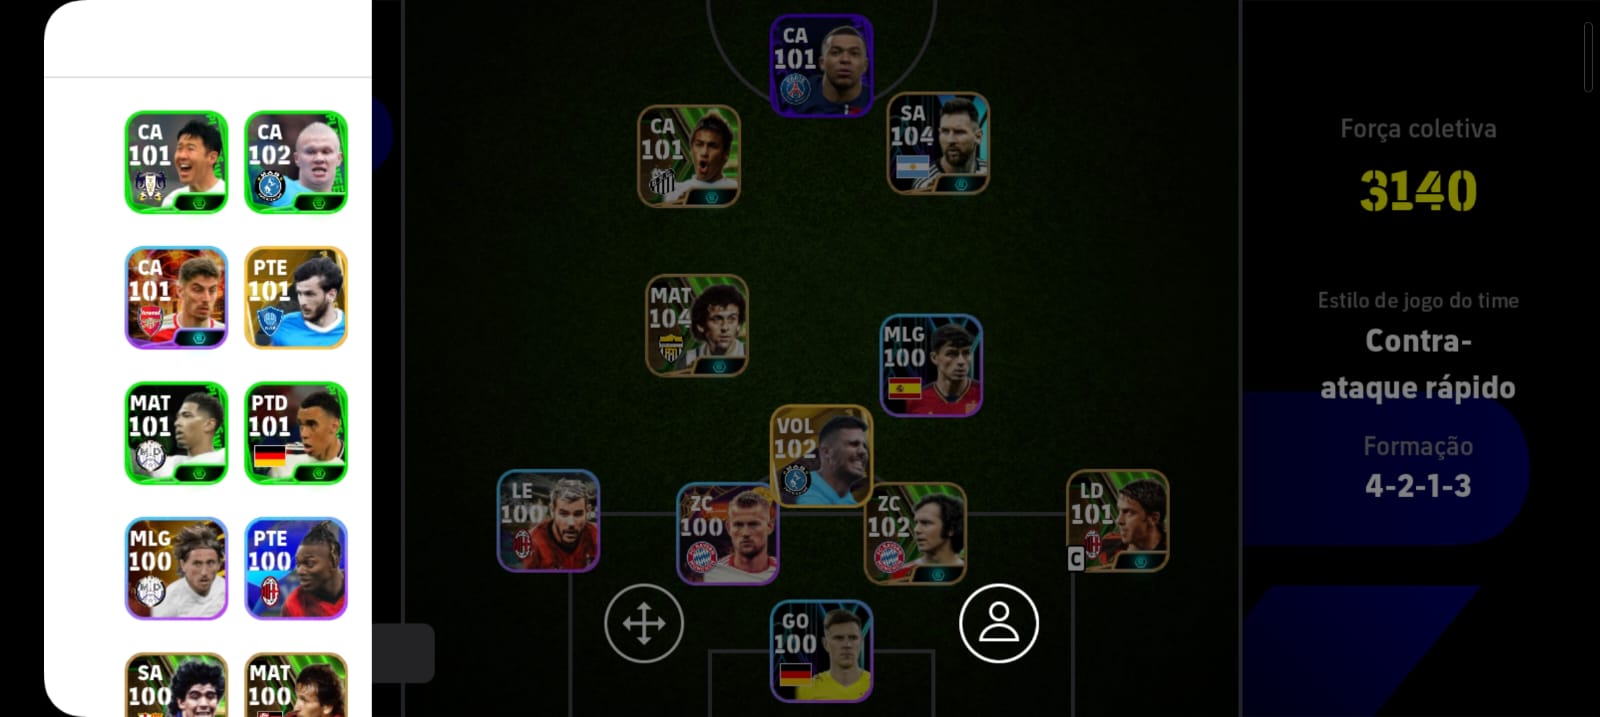 CA
101
CA
102
CA
101
PTE
101
MAT
101
PTD
101
MLG
100
PTE
100
SA
100
MAT
100
CA
101
CA
101
SA
104
MAT
104
MLG
100
VOL
102
LE
100
ZC
100
ZC
102
LD
101
C
GO
100
Força coletiva
3140
Estilo de jogo do time
Contra-
ataque rápido
Formação
4-2-1-3